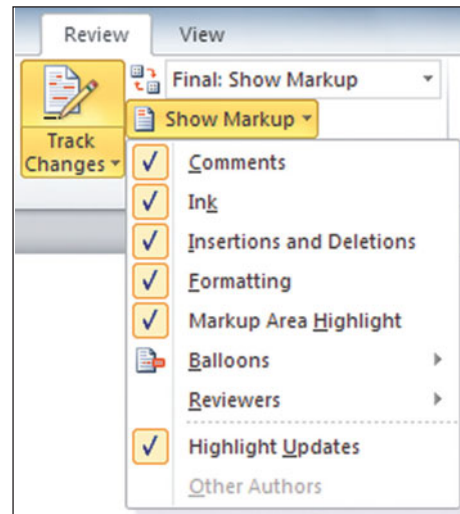 Review View
Final: Show Markup
Show Markup
Track
Changes
Comments
Ink
Insertions and Deletions
Formatting
Markup Area Highlight
Balloons
Reviewers
Highlight Updates
Other Authors